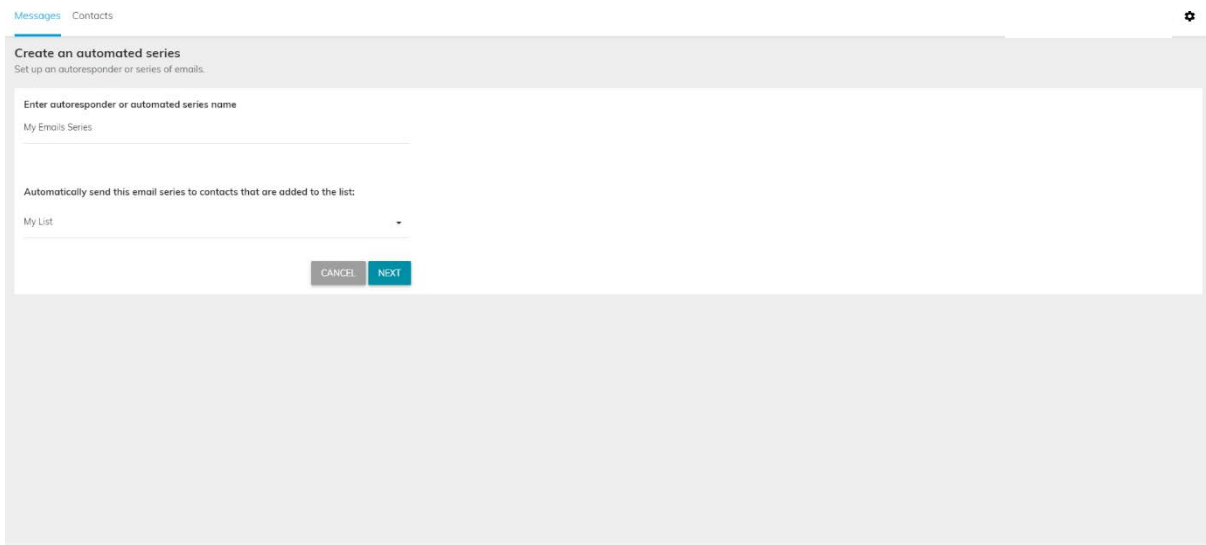 Messages Contacts
Create an automated series
Set up an autoresponder or series of emails.
Enter autoresponder or automated series name
My Emails Series
Automatically send this email series to contacts that are added to the list:
My List
CANCEL NEXT